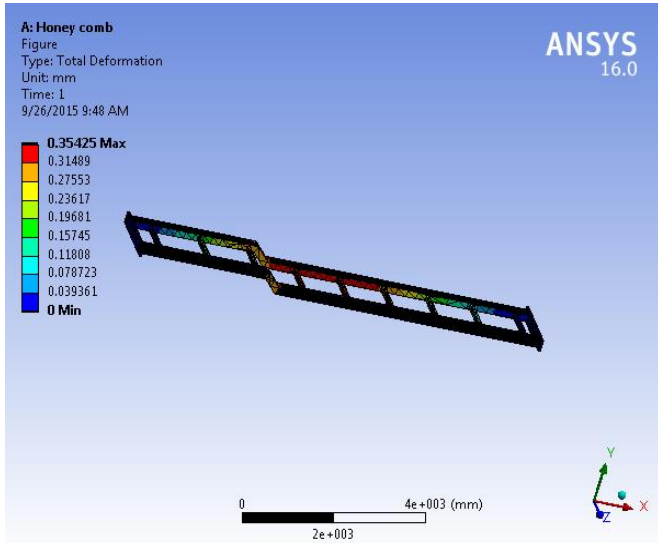 A: Honey comb
Figure
Type: Total Deformation
Unit: mm
Time: 1
9/26/2015 9:48 AM
ANSYS
16.0
0.35425 Max
0.31489
0.27553
0.23617
0.19681
0.15745
0.11808
0.078723
0.039361
0 Min
Y
X
Z
0
4e+003 (mm)
2e+003